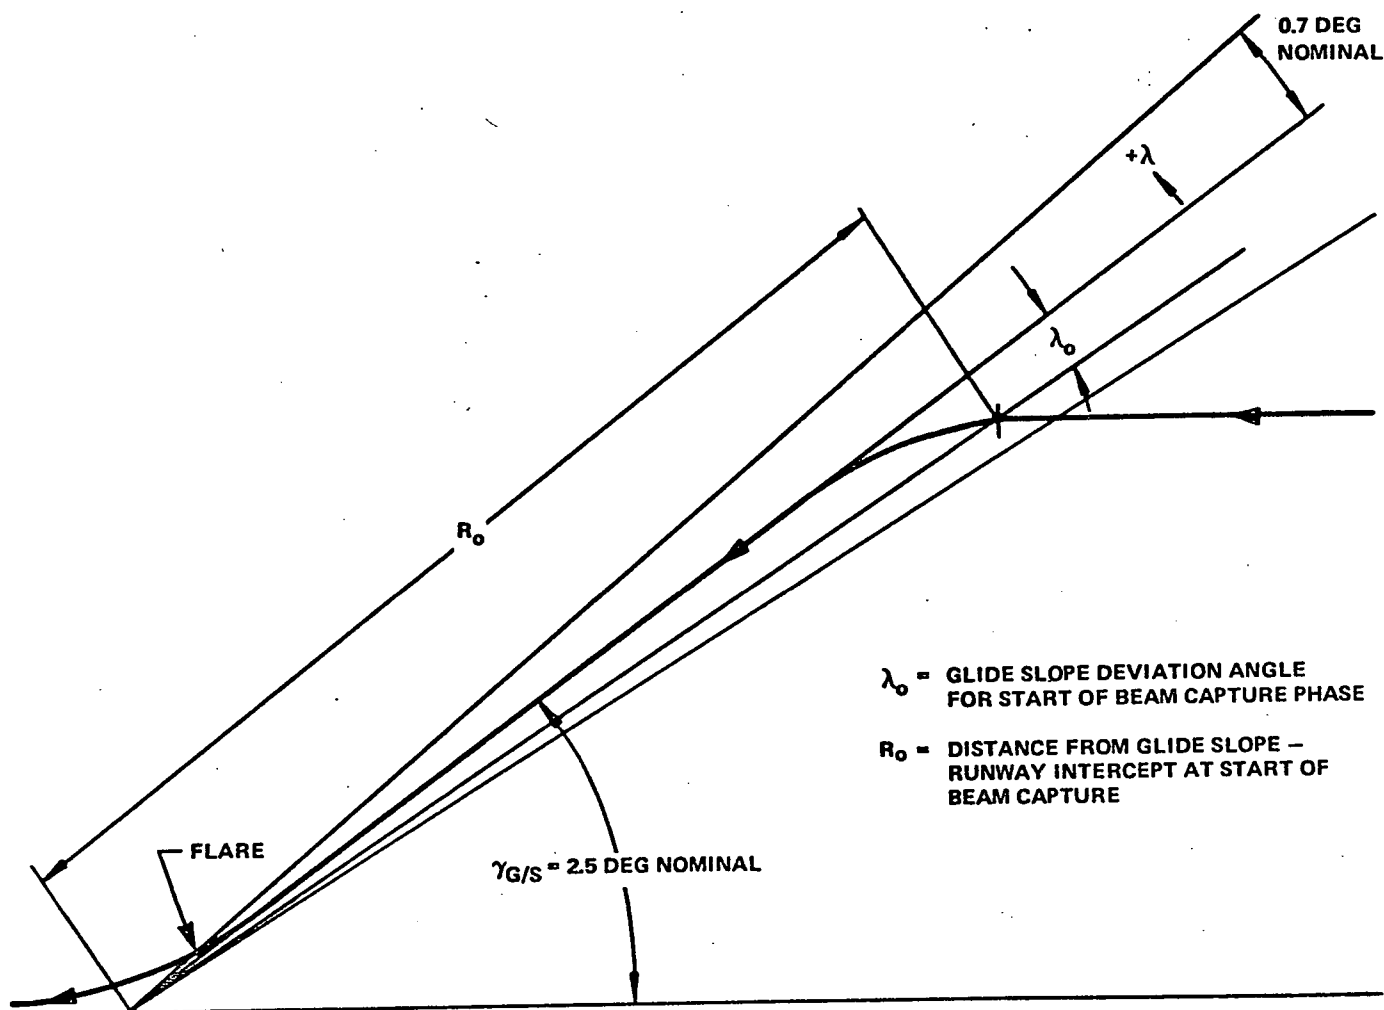 0.7 DEG
NOMINAL
+λ
λo
Ro
λo = GLIDE SLOPE DEVIATION ANGLE
FOR START OF BEAM CAPTURE PHASE
Ro = DISTANCE FROM GLIDE SLOPE –
RUNWAY INTERCEPT AT START OF
BEAM CAPTURE
FLARE
γG/S = 2.5 DEG NOMINAL